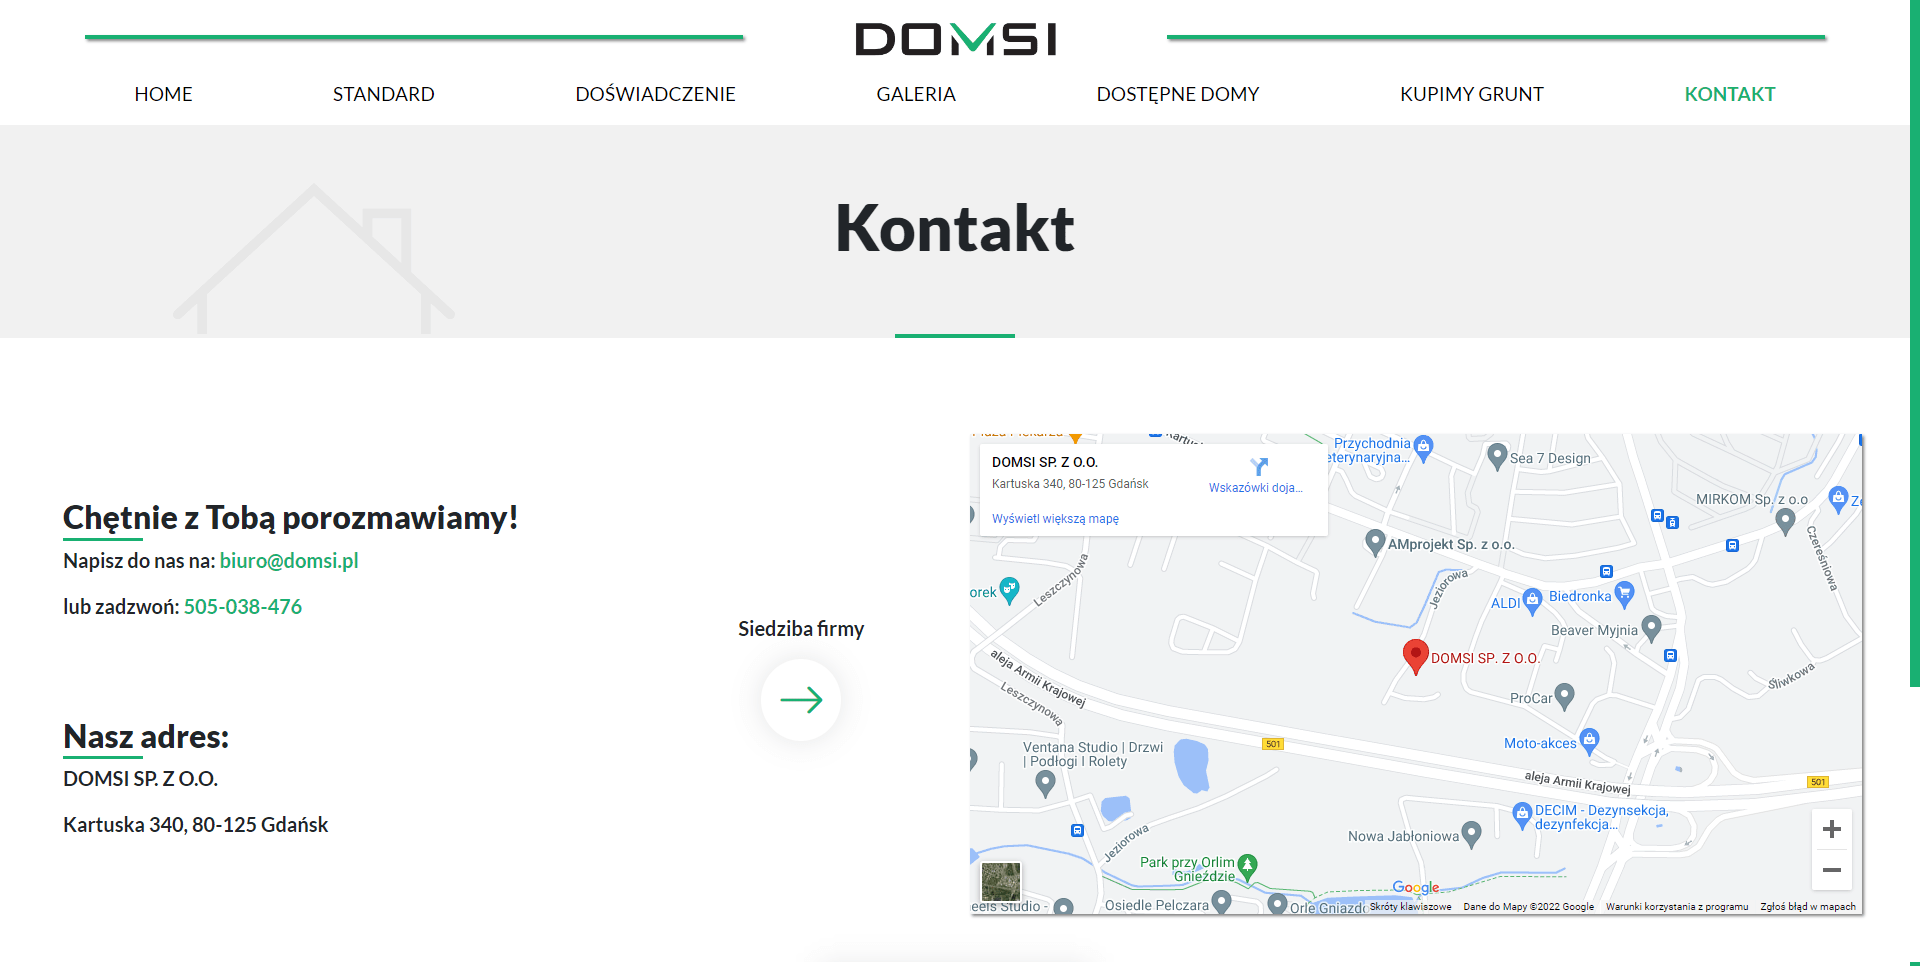 DOMSI
HOME
STANDARD
DOŚWIADCZENIE
GALERIA
DOSTĘPNE DOMY
KUPIMY GRUNT
KONTAKT
Kontakt
Chętnie z Tobą porozmawiamy!
Napisz do nas na: biuro@domsi.pl
lub zadzwoń: 505-038-476
Nasz adres:
DOMSI SP. Z O.O.
Kartuska 340, 80-125 Gdańsk
Siedziba firmy
DOMSI SP. Z O.O.
Kartuska 340, 80-125 Gdańsk
Wskazówki doja...
Wyświetl większą mapę
Przychodnia
eterynaryjna...
Sea 7 Design
MIRKOM Sp. z o.o
AMprojekt Sp. z o.o.
Czereśniowa
orek
Leszczynowa
Jeziorowa
ALDI
Biedronka
Beaver Myjnia
DOMSI SP. Z O.O.
aleja Armii Krajowej
Leszczynowa
Śliwkowa
ProCar
Moto-akces
501
Ventana Studio | Drzwi
| Podłogi I Rolety
aleja Armii Krajowej
501
DECIM - Dezynsekcja,
dezynfekcja...
Nowa Jabłoniowa
Jeziorowa
Park przy Orlim
Gnieździe
Google
eels Studio -
Osiedle Pelczara
Orle Gniazdo
Skróty klawiszowe
Dane do Mapy ©2022 Google
Warunki korzystania z programu
Zgłoś błąd w mapach